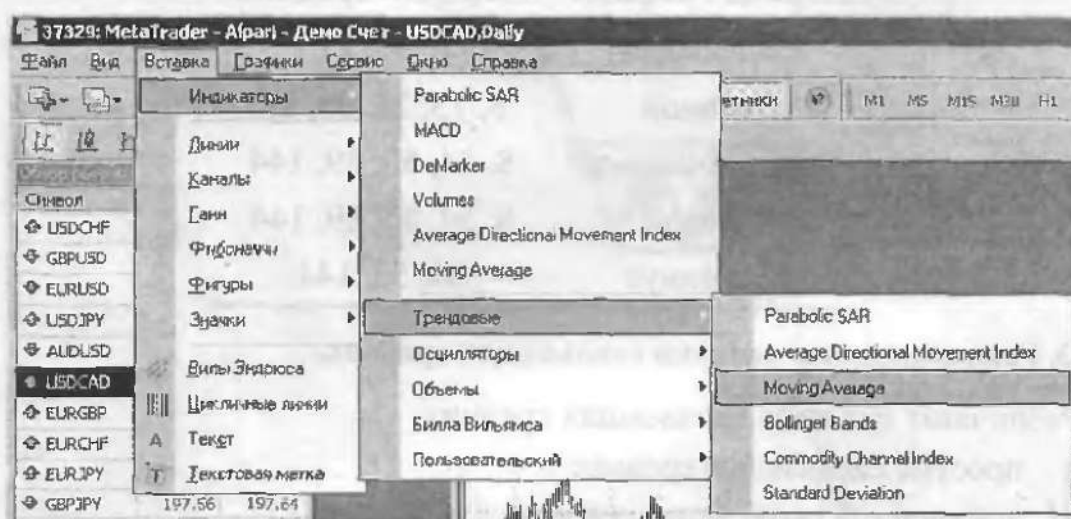 37329: MetaTrader - Alpari - Демо Счет - USDCAD,Daily
Файл Вид Вставка Графики Сервис Окно Справка
Индикаторы
Линии
Каналы
Ганн
Фибоначчи
Фигуры
Значки
Вилы Эндрюса
Цикличные линии
Текст
Текстовая метка
Parabolic SAR
MACD
DeMarker
Volumes
Average Directional Movement Index
Moving Average
Трендовые
Осцилляторы
Объемы
Билла Вильямса
Пользовательский
Parabolic SAR
Average Directional Movement Index
Moving Average
Bollinger Bands
Commodity Channel Index
Standard Deviation
етники M1 M5 M15 M30 H1
Символ
USDCHF
GBPUSD
EURUSD
USDJPY
AUDUSD
USDCAD
EURGBP
EURCHF
EURJPY
GBPJPY 197.56 197.64